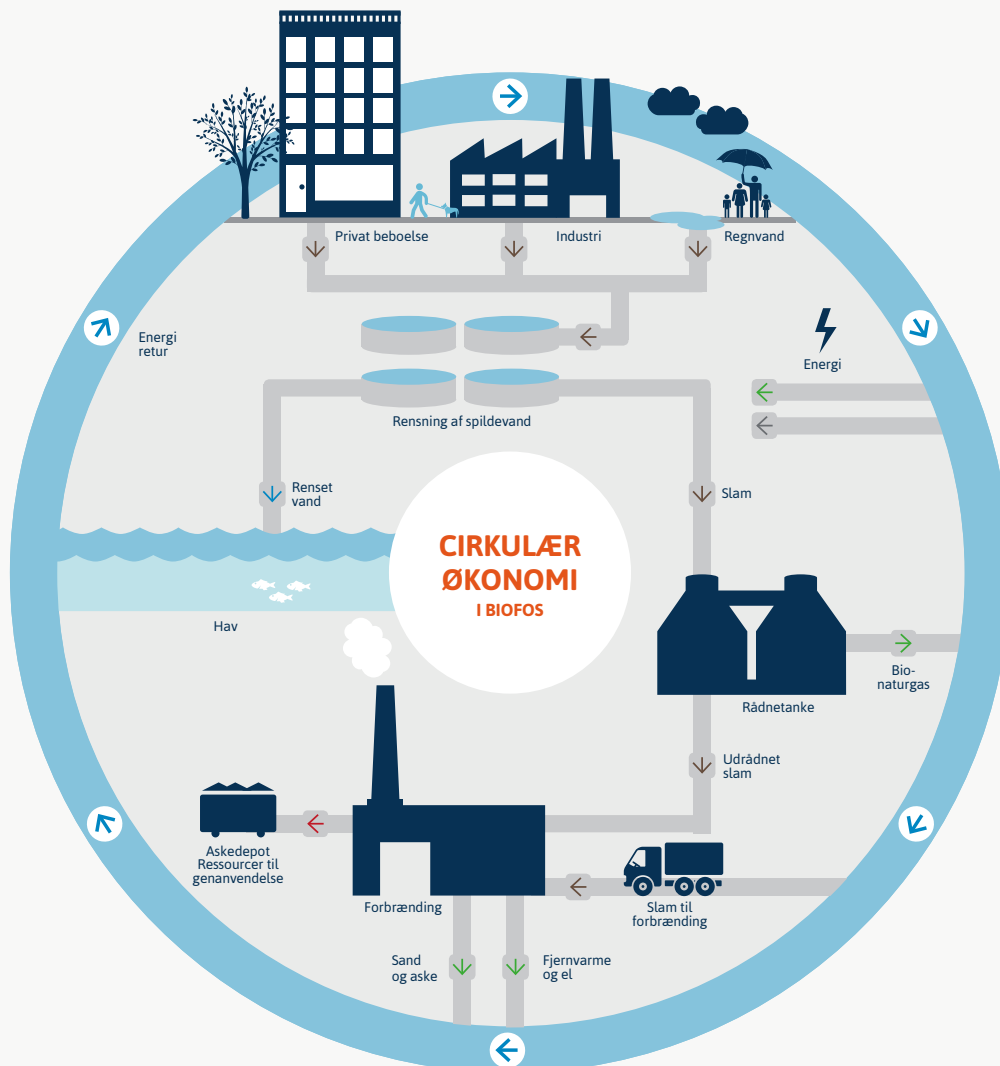 Privat beboelse
Industri
Regnvand
Energi
retur
Energi
Rensning af spildevand
Renset
vand
Slam
CIRKULÆR
ØKONOMI
I BIOFOS
Hav
Bio-
naturgas
Rådnetanke
Udrådnet
slam
Askedepot
Ressourcer til
genanvendelse
Forbrænding
Slam til
forbrænding
Sand
og aske
Fjernvarme
og el